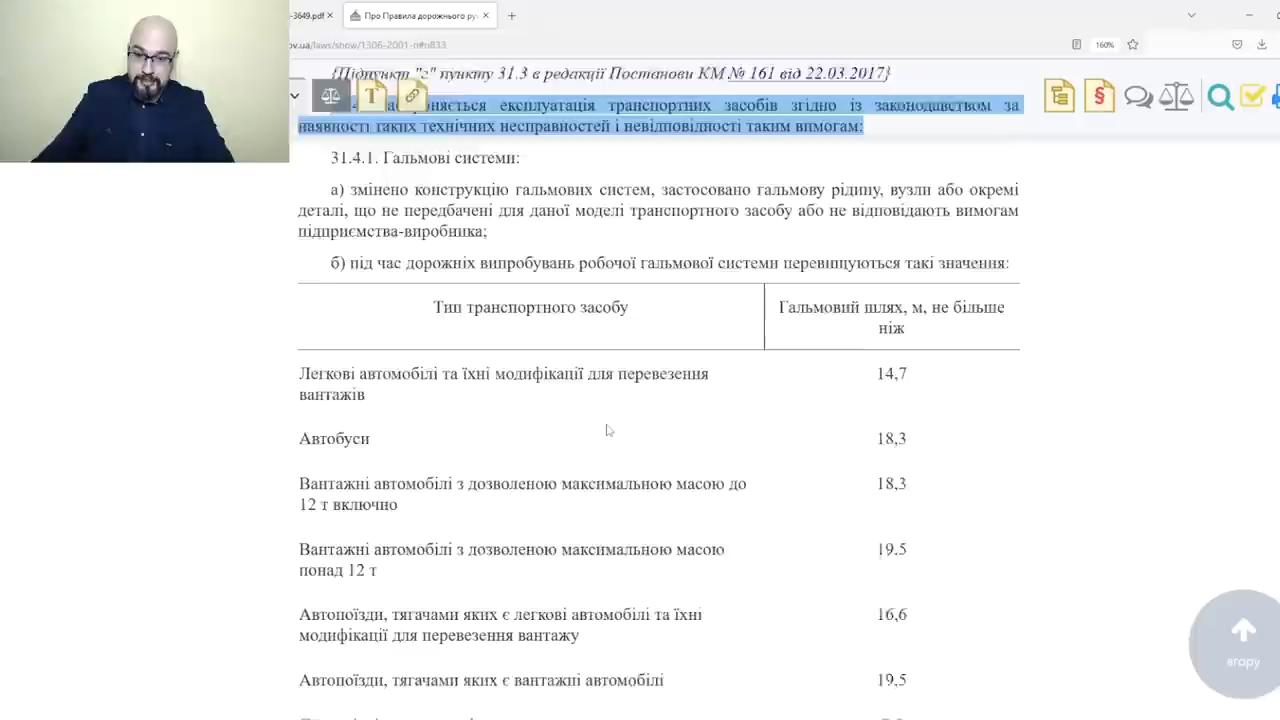 -3649.pdf ×
Про Правила дорожнього ру ×
ov.ua/laws/show/1306-2001-п#n833
160%
{Підпункт "г" пункту 31.3 в редакції Постанови КМ № 161 від 22.03.2017}
експлуатація транспортних засобів згідно із законодавством за
наявності таких технічних несправностей і невідповідності таким вимогам:
31.4.1. Гальмові системи:
а) змінено конструкцію гальмових систем, застосовано гальмову рідину, вузли або окремі
деталі, що не передбачені для даної моделі транспортного засобу або не відповідають вимогам
підприємства-виробника;
б) під час дорожніх випробувань робочої гальмової системи перевищуються такі значення:
Тип транспортного засобу
Гальмовий шлях, м, не більше
ніж
Легкові автомобілі та їхні модифікації для перевезення
вантажів
14,7
Автобуси
18,3
Вантажні автомобілі з дозволеною максимальною масою до
12 т включно
18,3
Вантажні автомобілі з дозволеною максимальною масою
понад 12 т
19,5
Автопоїзди, тягачами яких є легкові автомобілі та їхні
модифікації для перевезення вантажу
16,6
Автопоїзди, тягачами яких є вантажні автомобілі
19,5
вгору